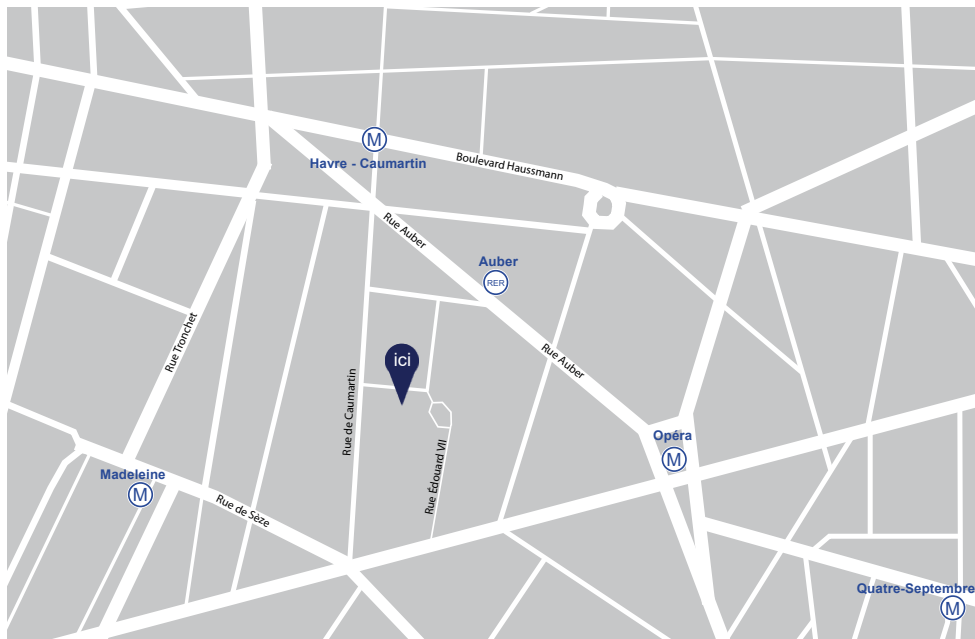 M
Havre - Caumartin
Boulevard Haussmann
Rue Auber
Auber
RER
Rue Tronchet
ici
Rue Auber
Rue de Caumartin
Opéra
M
Rue Édouard VII
Madeleine
M
Rue de Sèze
Quatre-Septembre
M